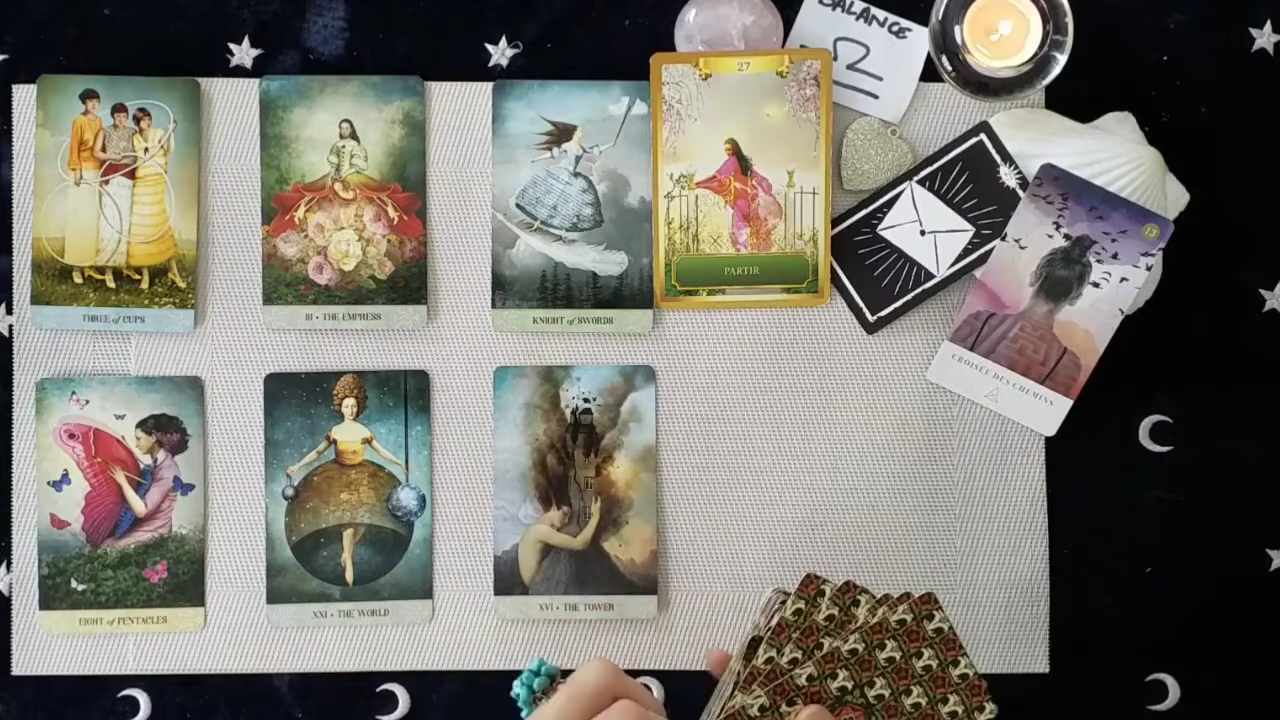 BALANCE
27
PARTIR
13
CROISÉE DES CHEMINS
THREE of CUPS
III • THE EMPRESS
KNIGHT of SWORDS
EIGHT of PENTACLES
XXI • THE WORLD
XVI • THE TOWER